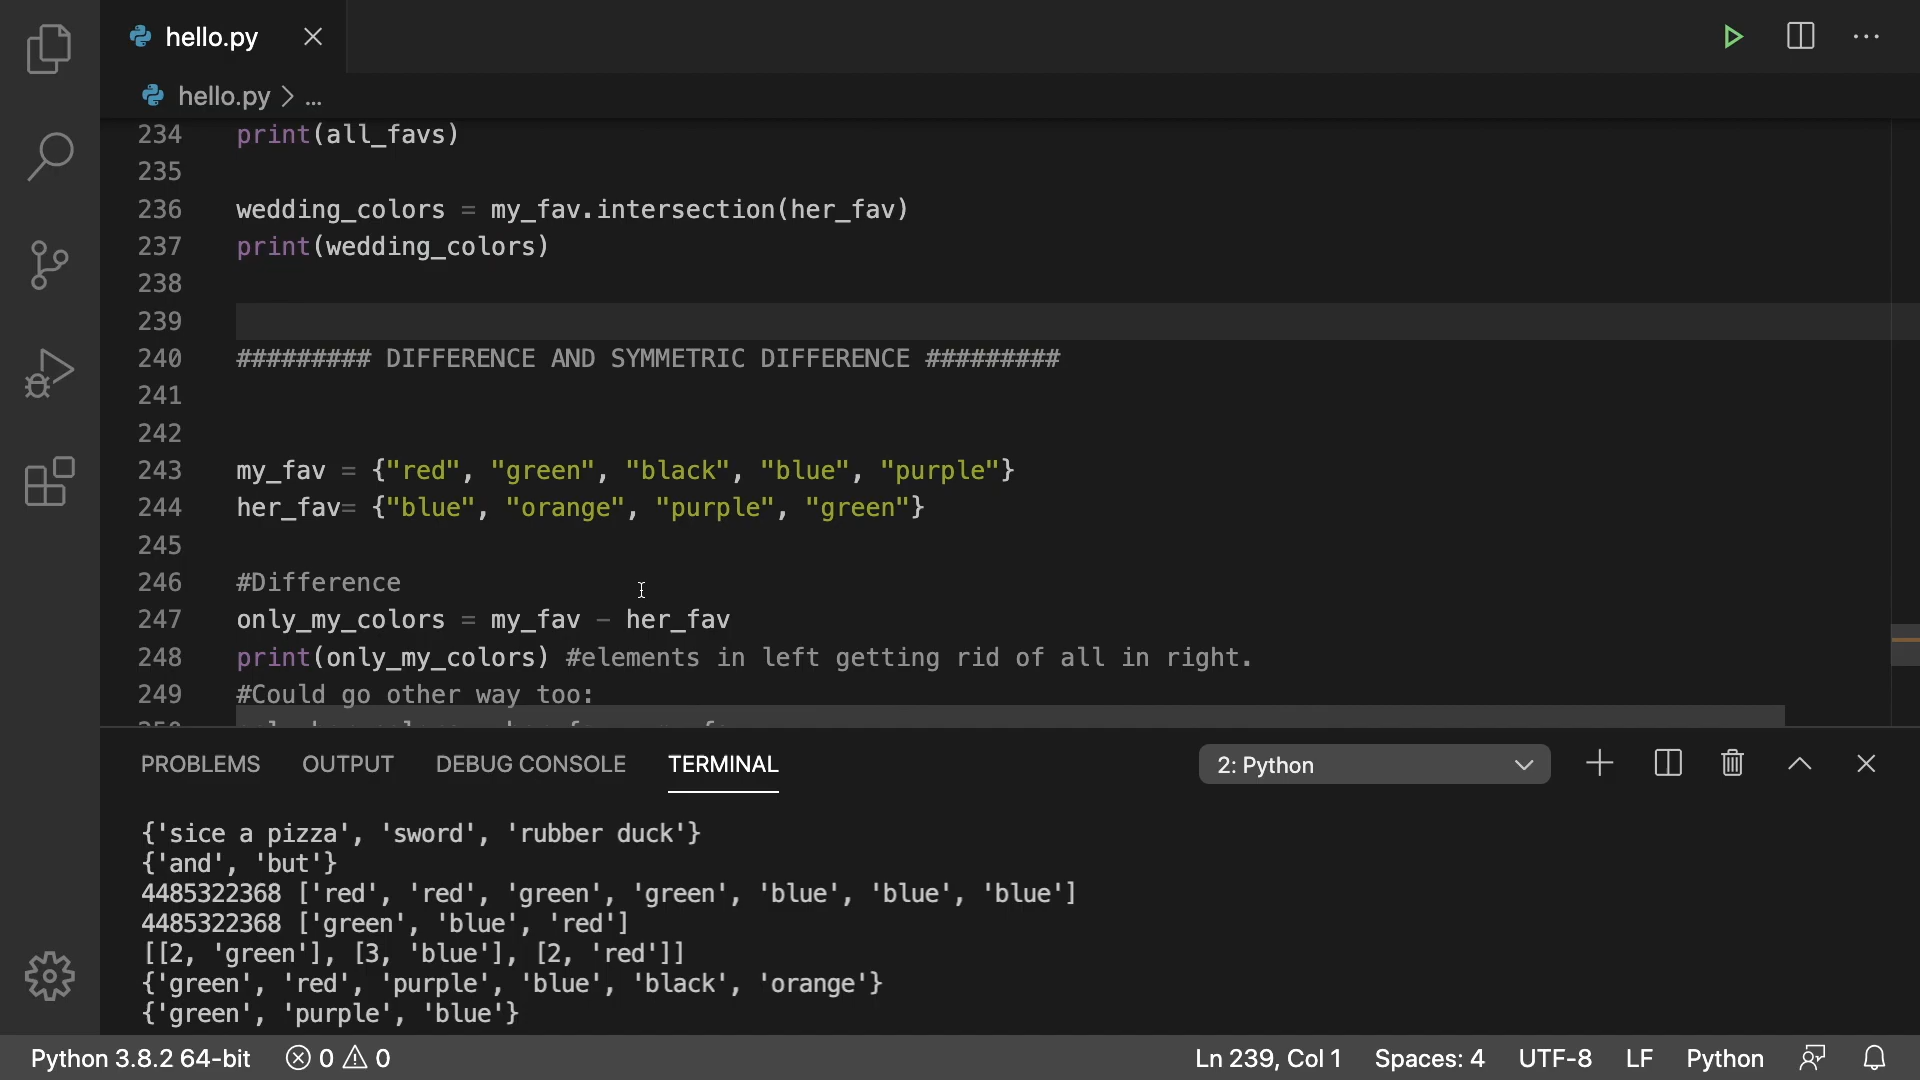 hello.py
hello.py > ...
234 print(all_favs)
235
236 wedding_colors = my_fav.intersection(her_fav)
237 print(wedding_colors)
238
239
240 ######### DIFFERENCE AND SYMMETRIC DIFFERENCE #########
241
242
243 my_fav = {"red", "green", "black", "blue", "purple"}
244 her_fav= {"blue", "orange", "purple", "green"}
245
246 #Difference
247 only_my_colors = my_fav - her_fav
248 print(only_my_colors) #elements in left getting rid of all in right.
249 #Could go other way too:
PROBLEMS OUTPUT DEBUG CONSOLE TERMINAL 2: Python
{'sice a pizza', 'sword', 'rubber duck'}
{'and', 'but'}
4485322368 ['red', 'red', 'green', 'green', 'blue', 'blue', 'blue']
4485322368 ['green', 'blue', 'red']
[[2, 'green'], [3, 'blue'], [2, 'red']]
{'green', 'red', 'purple', 'blue', 'black', 'orange'}
{'green', 'purple', 'blue'}
Python 3.8.2 64-bit 0 0 Ln 239, Col 1 Spaces: 4 UTF-8 LF Python